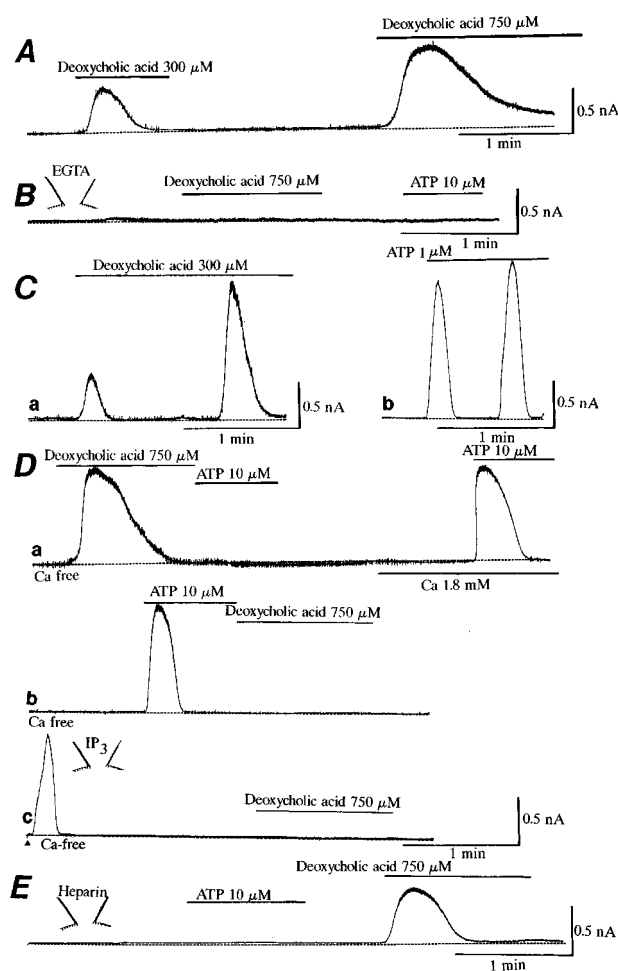 A
Deoxycholic acid 300 μM
Deoxycholic acid 750 μM
0.5 nA
1 min
B
EGTA
Deoxycholic acid 750 μM
ATP 10 μM
0.5 nA
1 min
C
Deoxycholic acid 300 μM
a
0.5 nA
1 min
ATP 1 μM
b
0.5 nA
1 min
D
Deoxycholic acid 750 μM
ATP 10 μM
ATP 10 μM
a
Ca free
Ca 1.8 mM
ATP 10 μM
Deoxycholic acid 750 μM
b
Ca free
IP3
Deoxycholic acid 750 μM
c
Ca-free
0.5 nA
1 min
E
Heparin
ATP 10 μM
Deoxycholic acid 750 μM
0.5 nA
1 min